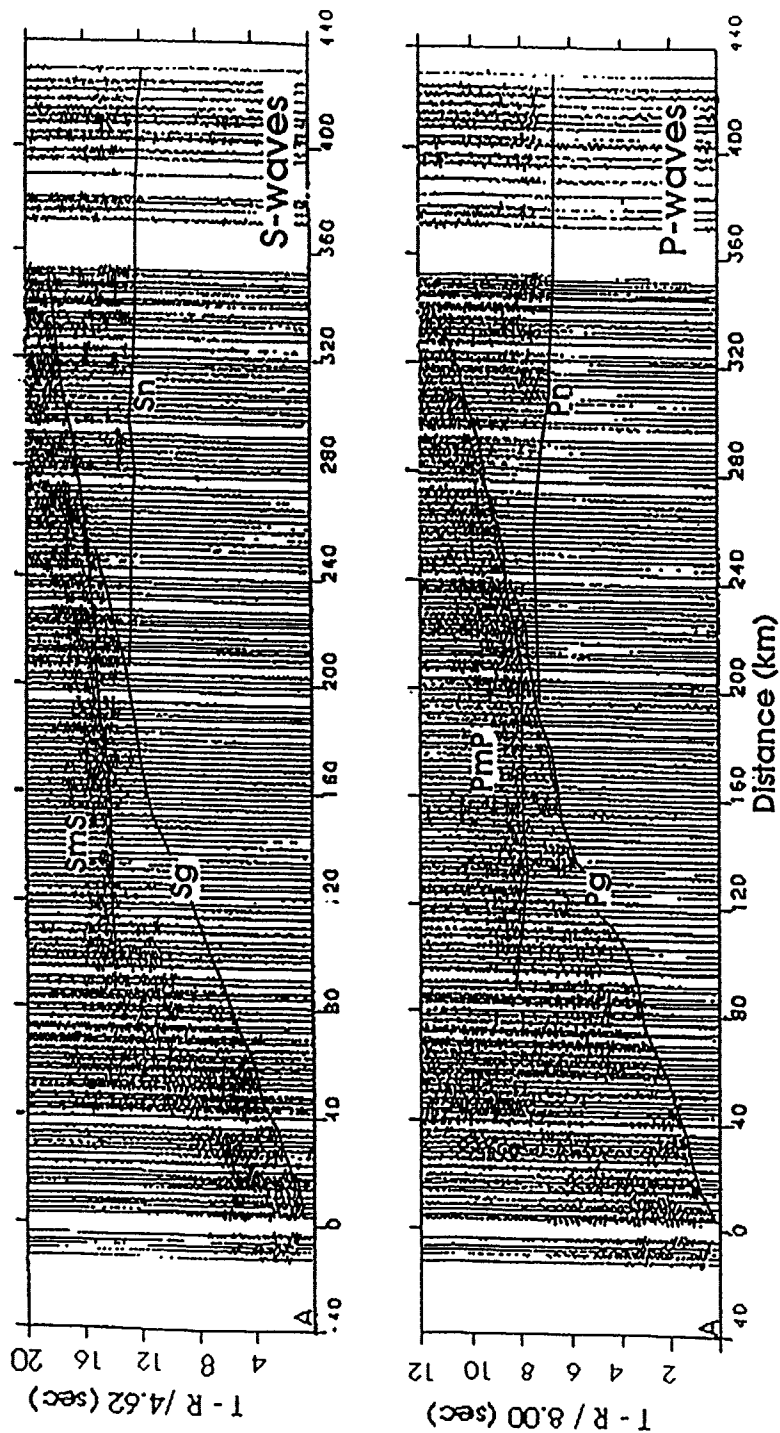 T - R / 4.62 (sec)
20
16
12
8
4
A
SmS
Sg
Sn
S-waves
-40 0 40 80 120 160 200 240 280 320 360 400 440
T - R / 8.00 (sec)
12
10
8
6
4
2
A
PmP
Pg
Pn
P-waves
40 0 40 80 120 160 200 240 280 320 360 400 440
Distance (km)